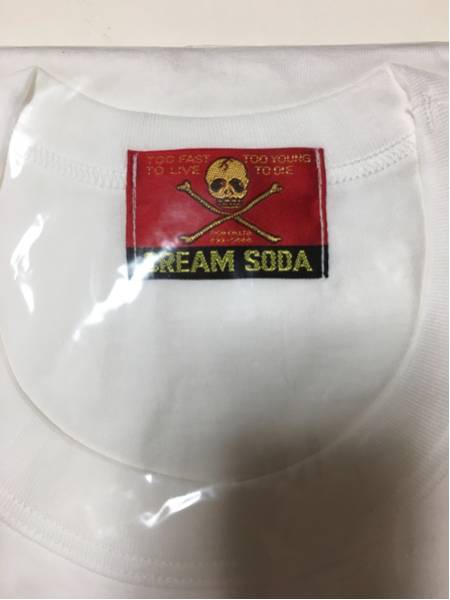 TOO FAST TOO YOUNG
TO LIVE TO DIE
CREAM SODA